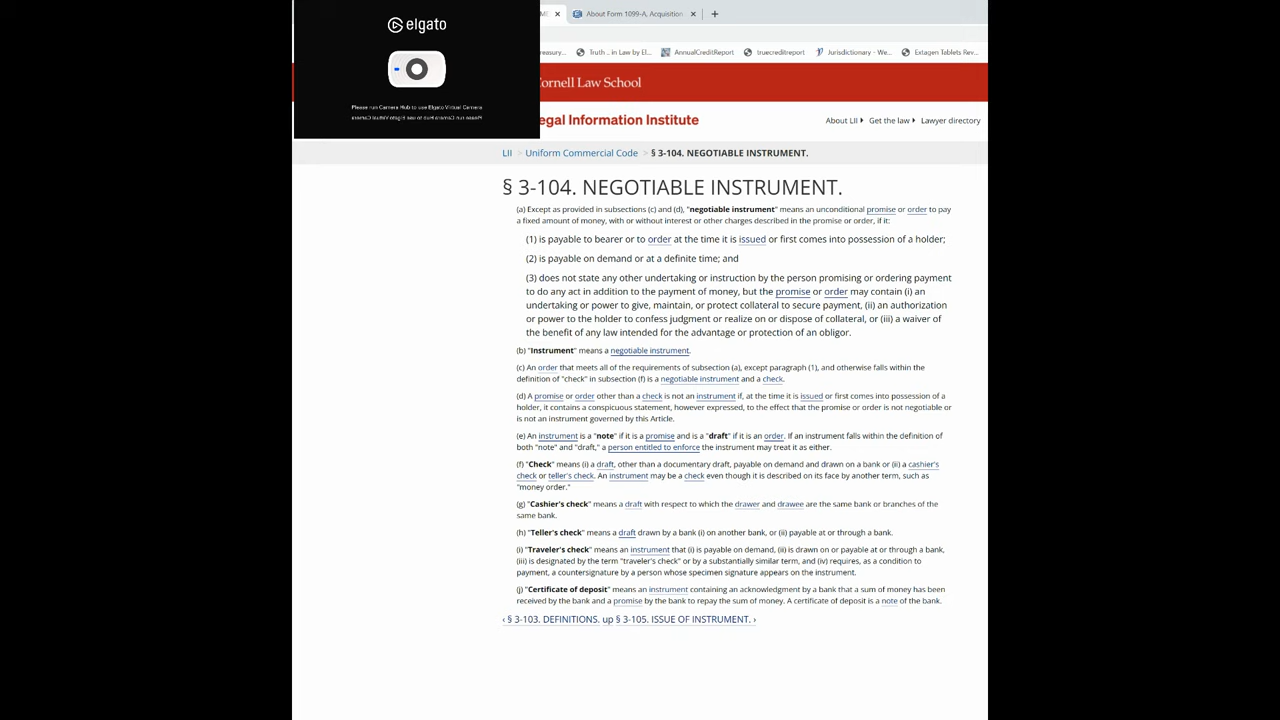 elgato
Please run Camera Hub to use Elgato Virtual Camera
Please run Camera Hub to use Elgato Virtual Camera
About Form 1099-A, Acquisition
easury... Truth .. in Law by El... AnnualCreditReport truecreditreport Jurisdictionary - We... Extagen Tablets Rev...
ornell Law School
egal Information Institute
About LII Get the law Lawyer directory
LII > Uniform Commercial Code > § 3-104. NEGOTIABLE INSTRUMENT.
§ 3-104. NEGOTIABLE INSTRUMENT.
(a) Except as provided in subsections (c) and (d), "negotiable instrument" means an unconditional promise or order to pay
a fixed amount of money, with or without interest or other charges described in the promise or order, if it:
(1) is payable to bearer or to order at the time it is issued or first comes into possession of a holder;
(2) is payable on demand or at a definite time; and
(3) does not state any other undertaking or instruction by the person promising or ordering payment
to do any act in addition to the payment of money, but the promise or order may contain (i) an
undertaking or power to give, maintain, or protect collateral to secure payment, (ii) an authorization
or power to the holder to confess judgment or realize on or dispose of collateral, or (iii) a waiver of
the benefit of any law intended for the advantage or protection of an obligor.
(b) "Instrument" means a negotiable instrument.
(c) An order that meets all of the requirements of subsection (a), except paragraph (1), and otherwise falls within the
definition of "check" in subsection (f) is a negotiable instrument and a check.
(d) A promise or order other than a check is not an instrument if, at the time it is issued or first comes into possession of a
holder, it contains a conspicuous statement, however expressed, to the effect that the promise or order is not negotiable or
is not an instrument governed by this Article.
(e) An instrument is a "note" if it is a promise and is a "draft" if it is an order. If an instrument falls within the definition of
both "note" and "draft," a person entitled to enforce the instrument may treat it as either.
(f) "Check" means (i) a draft, other than a documentary draft, payable on demand and drawn on a bank or (ii) a cashier's
check or teller's check. An instrument may be a check even though it is described on its face by another term, such as
"money order."
(g) "Cashier's check" means a draft with respect to which the drawer and drawee are the same bank or branches of the
same bank.
(h) "Teller's check" means a draft drawn by a bank (i) on another bank, or (ii) payable at or through a bank.
(i) "Traveler's check" means an instrument that (i) is payable on demand, (ii) is drawn on or payable at or through a bank,
(iii) is designated by the term "traveler's check" or by a substantially similar term, and (iv) requires, as a condition to
payment, a countersignature by a person whose specimen signature appears on the instrument.
(j) "Certificate of deposit" means an instrument containing an acknowledgment by a bank that a sum of money has been
received by the bank and a promise by the bank to repay the sum of money. A certificate of deposit is a note of the bank.
‹ § 3-103. DEFINITIONS. up § 3-105. ISSUE OF INSTRUMENT. ›